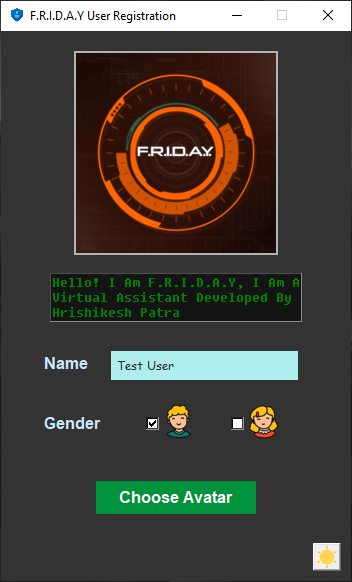 F.R.I.D.A.Y User Registration
F.R.I.D.A.Y.
Hello! I Am F.R.I.D.A.Y, I Am A
Virtual Assistant Developed By
Hrishikesh Patra
Name
Test User
Gender
Choose Avatar